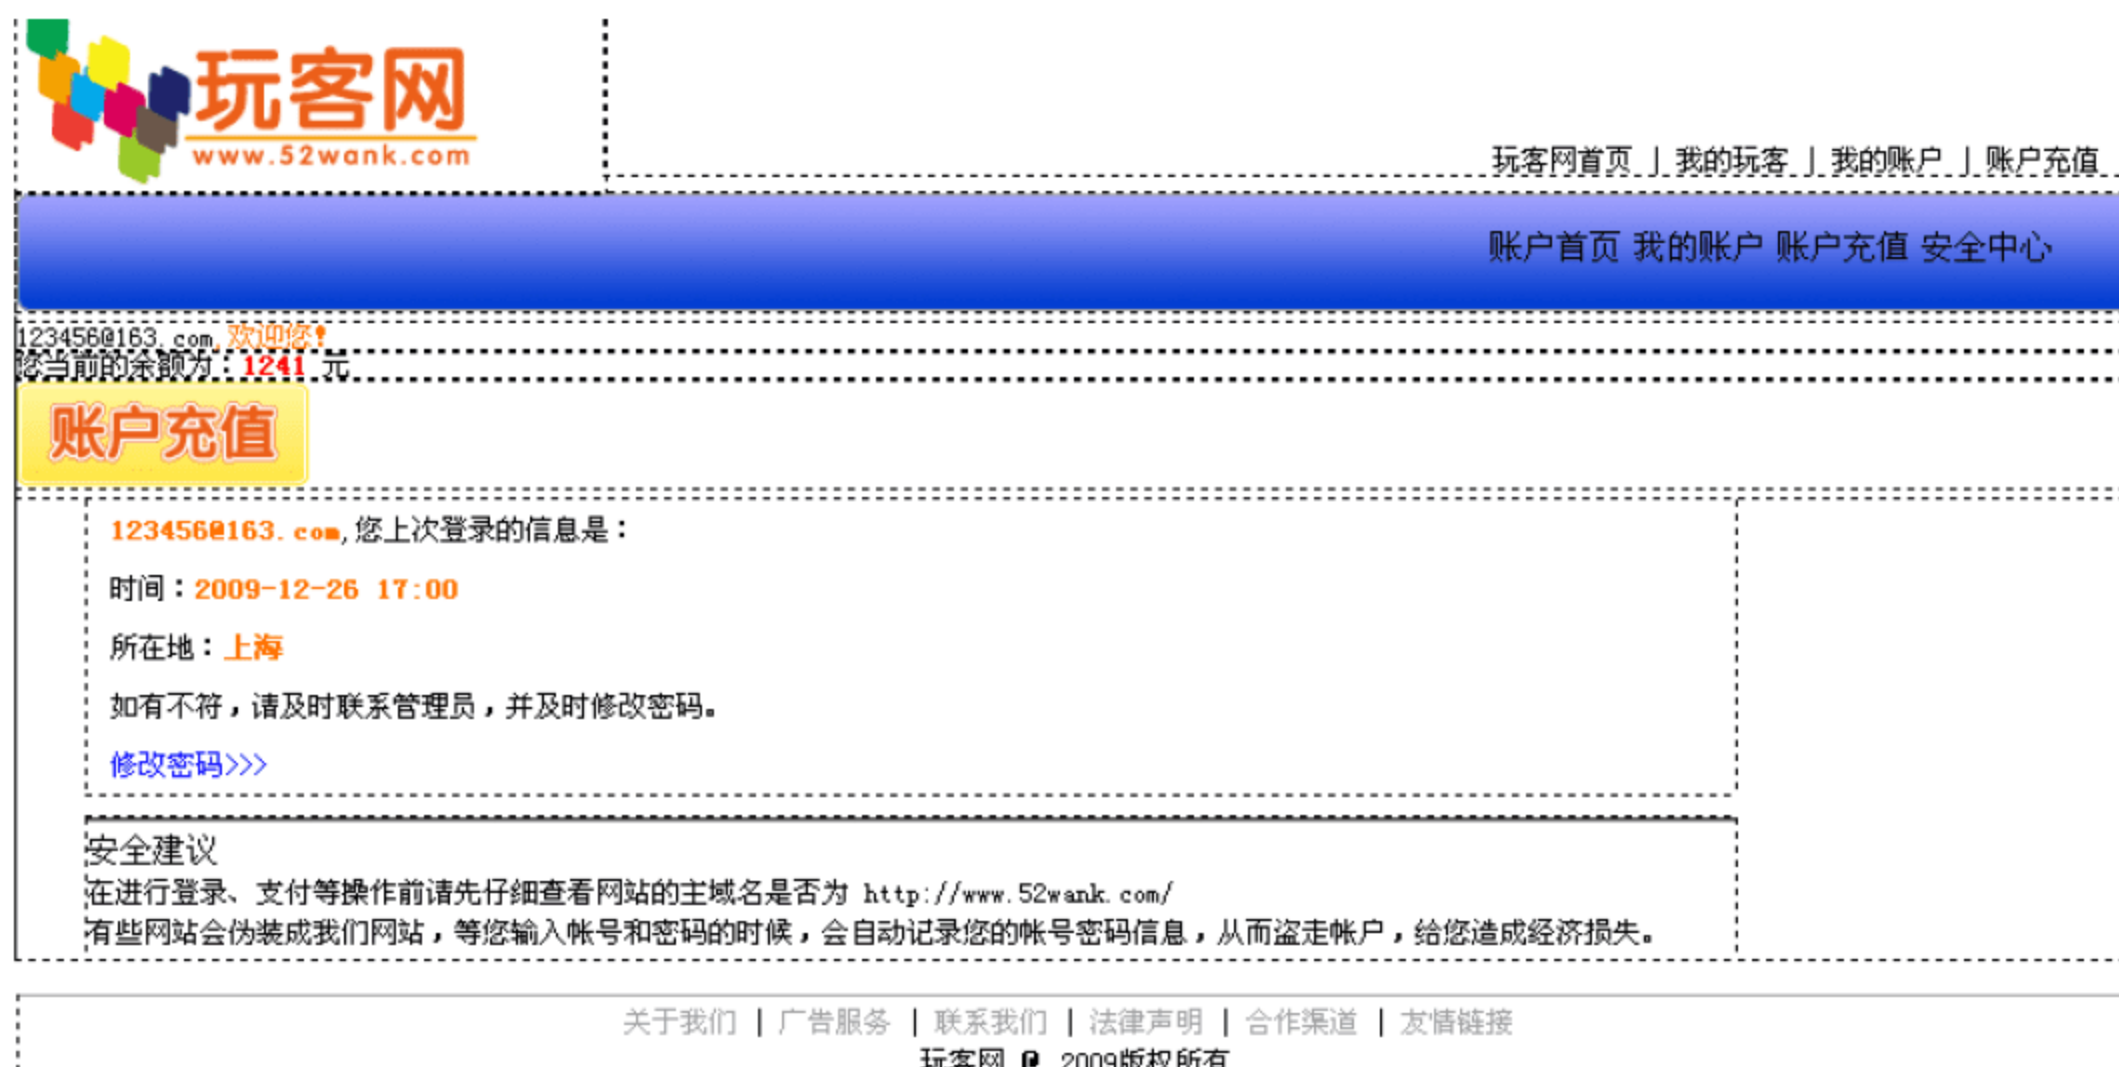 玩客网
www.52wank.com
玩客网首页 | 我的玩客 | 我的账户 | 账户充值
账户首页 我的账户 账户充值 安全中心
123456@163.com,欢迎您!
您当前的余额为：1241 元
账户充值
123456@163.com,您上次登录的信息是：
时间：2009-12-26 17:00
所在地：上海
如有不符，请及时联系管理员，并及时修改密码。
修改密码>>>
安全建议
在进行登录、支付等操作前请先仔细查看网站的主域名是否为 http://www.52wank.com/
有些网站会伪装成我们网站，等您输入帐号和密码的时候，会自动记录您的帐号密码信息，从而盗走帐户，给您造成经济损失。
关于我们 | 广告服务 | 联系我们 | 法律声明 | 合作渠道 | 友情链接
玩客网 @ 2009版权所有